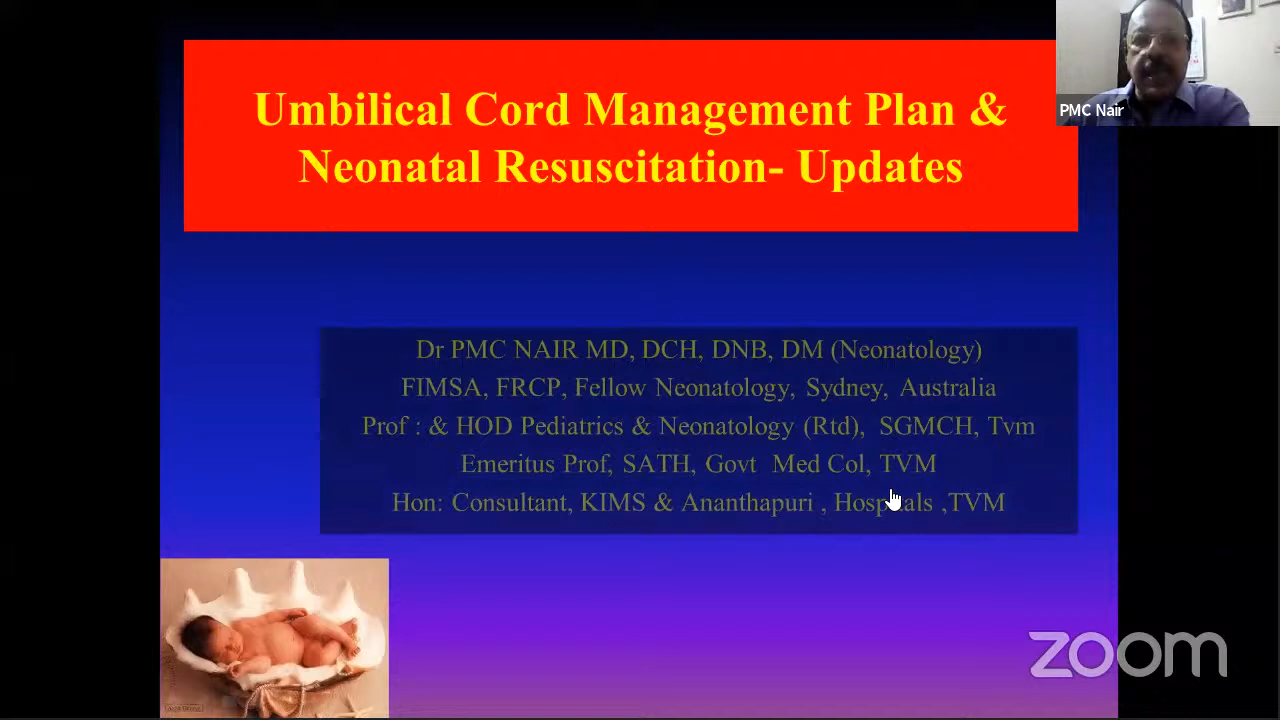 Umbilical Cord Management Plan &
Neonatal Resuscitation- Updates
PMC Nair
Dr PMC NAIR MD, DCH, DNB, DM (Neonatology)
FIMSA, FRCP, Fellow Neonatology, Sydney, Australia
Prof : & HOD Pediatrics & Neonatology (Rtd), SGMCH, Tvm
Emeritus Prof, SATH, Govt Med Col, TVM
Hon: Consultant, KIMS & Ananthapuri , Hospitals ,TVM
zoom